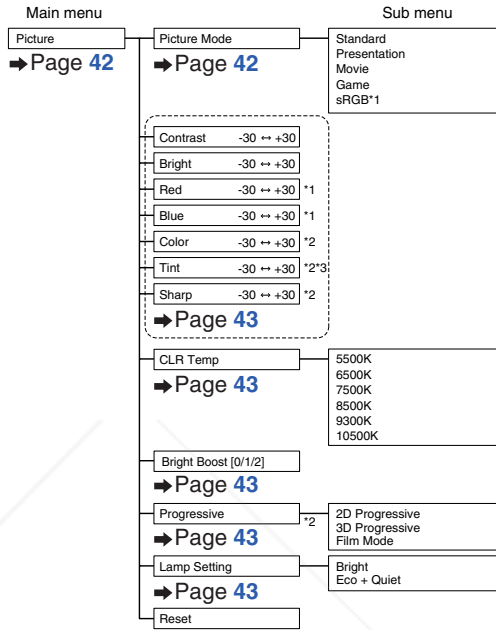 Main menu
Sub menu
Picture
➡Page 42
Picture Mode
➡Page 42
Standard
Presentation
Movie
Game
sRGB*1
Contrast -30 ↔ +30
Bright -30 ↔ +30
Red -30 ↔ +30 *1
Blue -30 ↔ +30 *1
Color -30 ↔ +30 *2
Tint -30 ↔ +30 *2*3
Sharp -30 ↔ +30 *2
➡Page 43
CLR Temp
➡Page 43
5500K
6500K
7500K
8500K
9300K
10500K
Bright Boost [0/1/2]
➡Page 43
Progressive *2
➡Page 43
2D Progressive
3D Progressive
Film Mode
Lamp Setting
➡Page 43
Bright
Eco + Quiet
Reset